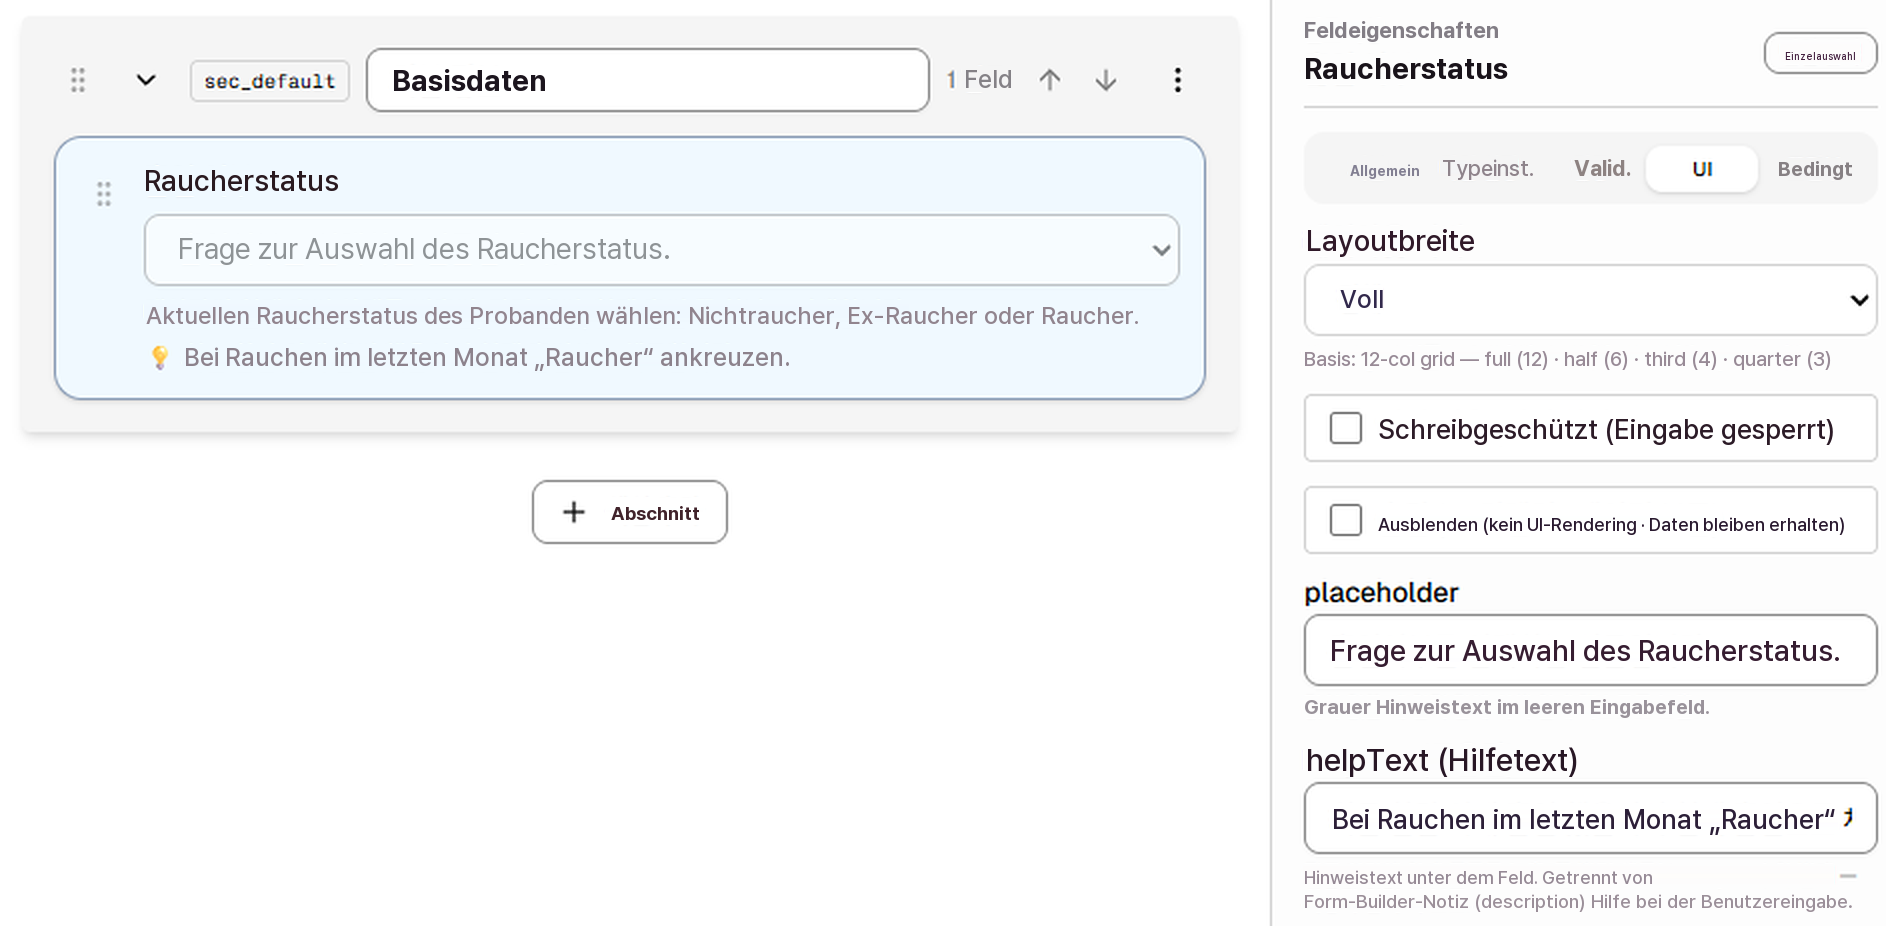 sec_default
Basisdaten
1 Feld
Raucherstatus
Frage zur Auswahl des Raucherstatus.
Aktuellen Raucherstatus des Probanden wählen: Nichtraucher, Ex-Raucher oder Raucher.
💡 Bei Rauchen im letzten Monat „Raucher“ ankreuzen.
Abschnitt
Feldeigenschaften
Raucherstatus
Einzelauswahl
Allgemein Typeinst. Valid. UI Bedingt
Layoutbreite
Voll
Basis: 12-col grid — full (12) · half (6) · third (4) · quarter (3)
Schreibgeschützt (Eingabe gesperrt)
Ausblenden (kein UI-Rendering · Daten bleiben erhalten)
placeholder
Frage zur Auswahl des Raucherstatus.
Grauer Hinweistext im leeren Eingabefeld.
helpText (Hilfetext)
Bei Rauchen im letzten Monat „Raucher“
Hinweistext unter dem Feld. Getrennt von
Form-Builder-Notiz (description) Hilfe bei der Benutzereingabe.